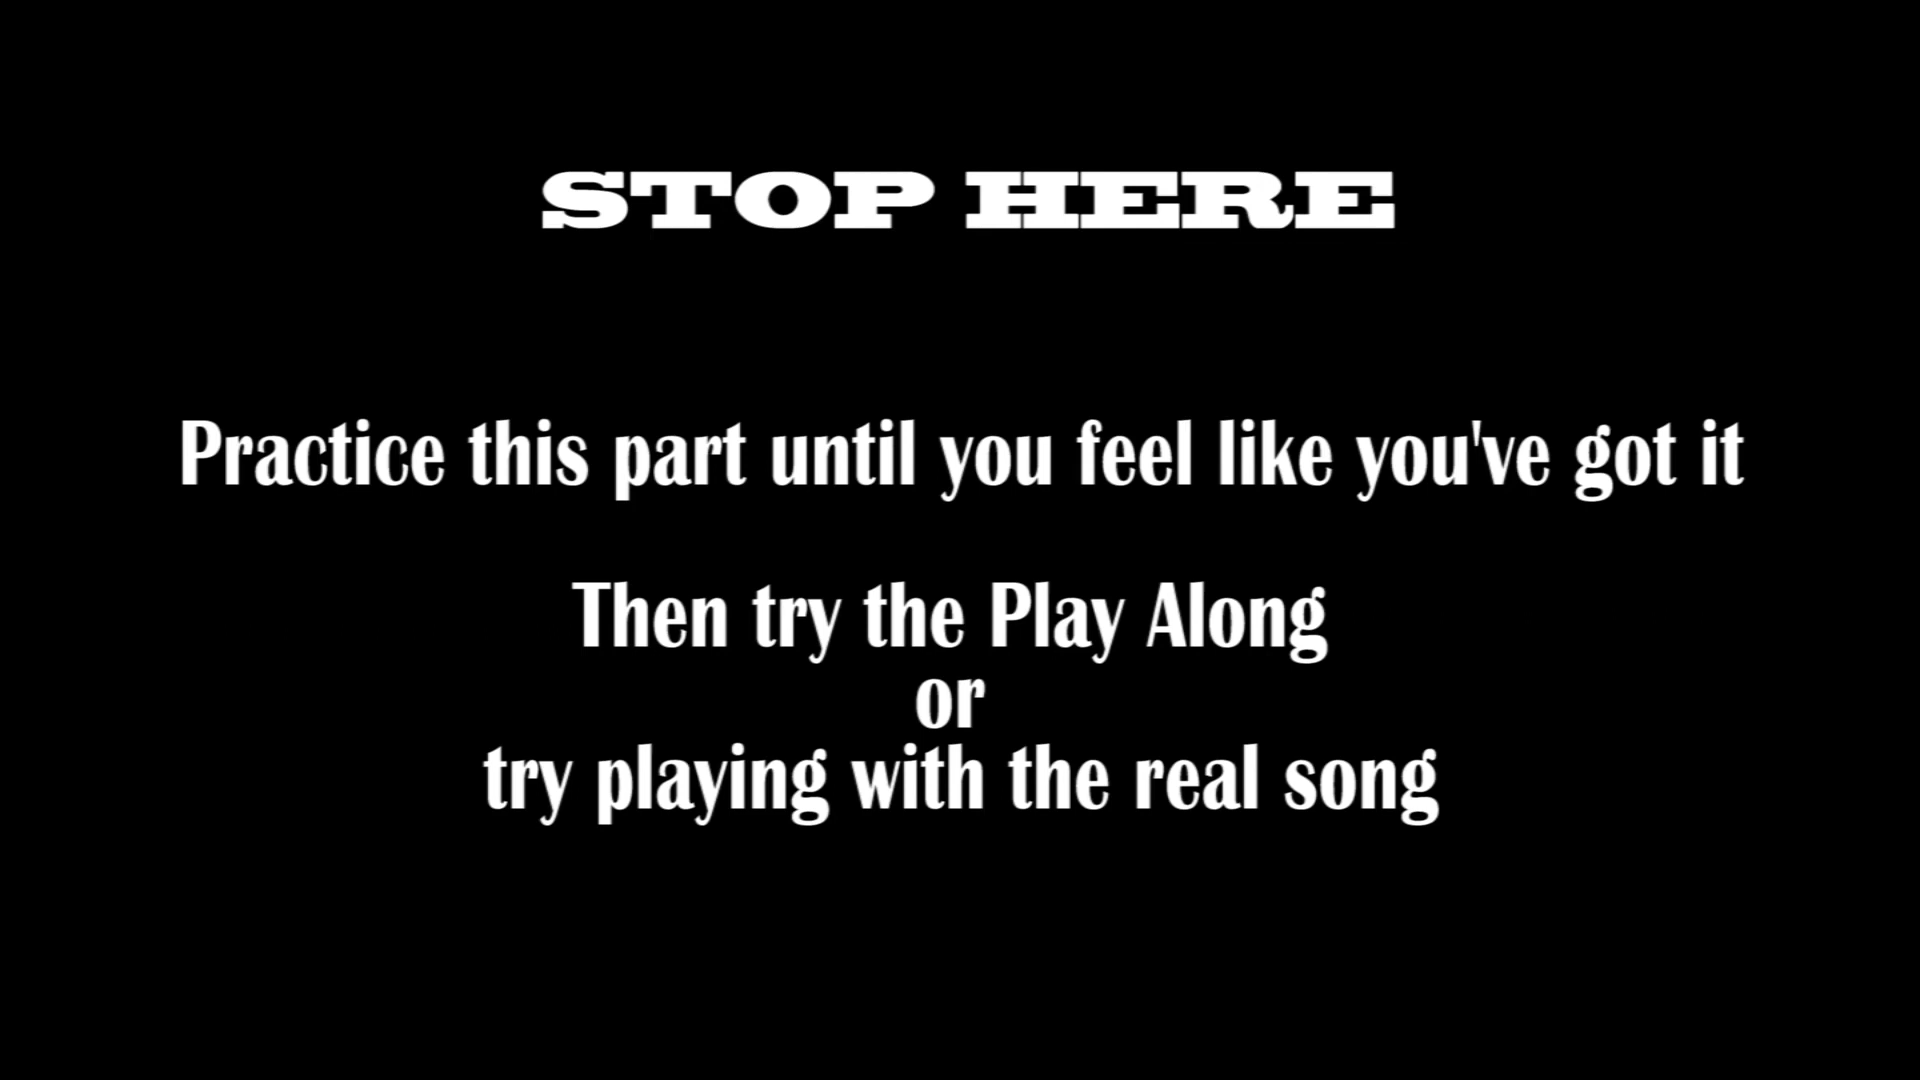 STOP HERE
Practice this part until you feel like you've got it
Then try the Play Along
or
try playing with the real song